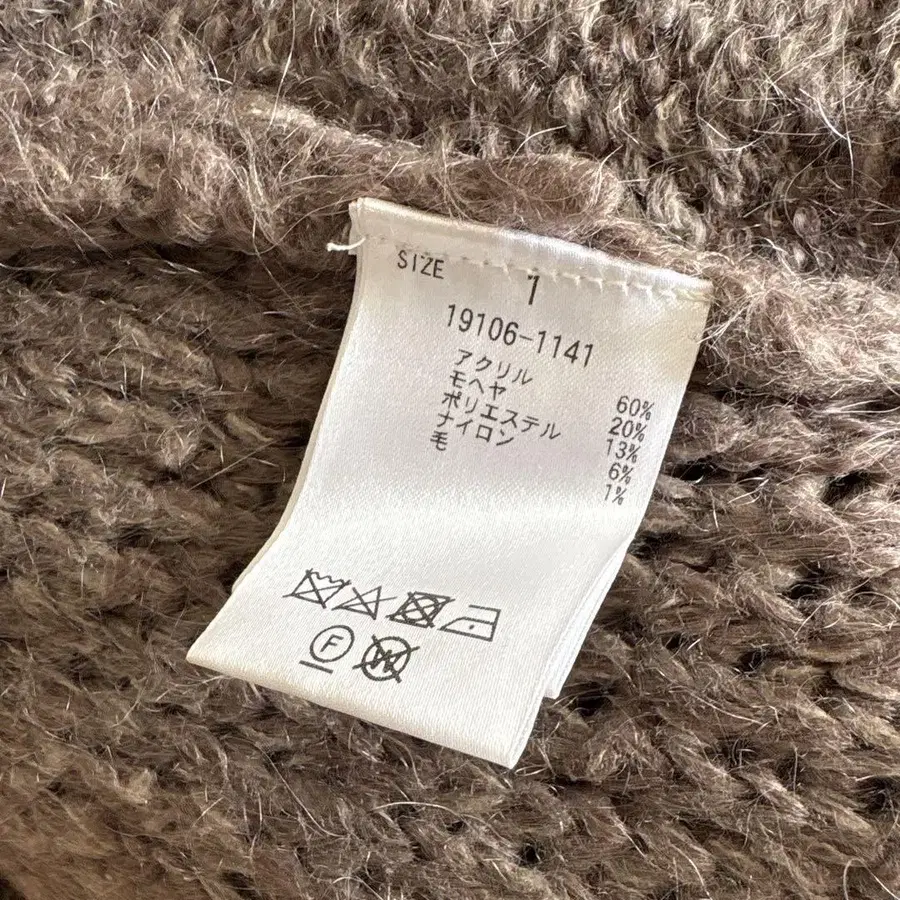 SIZE 1
19106-1141
アクリル 60%
モヘヤ 20%
ポリエステル 13%
ナイロン 6%
毛 1%
F
W